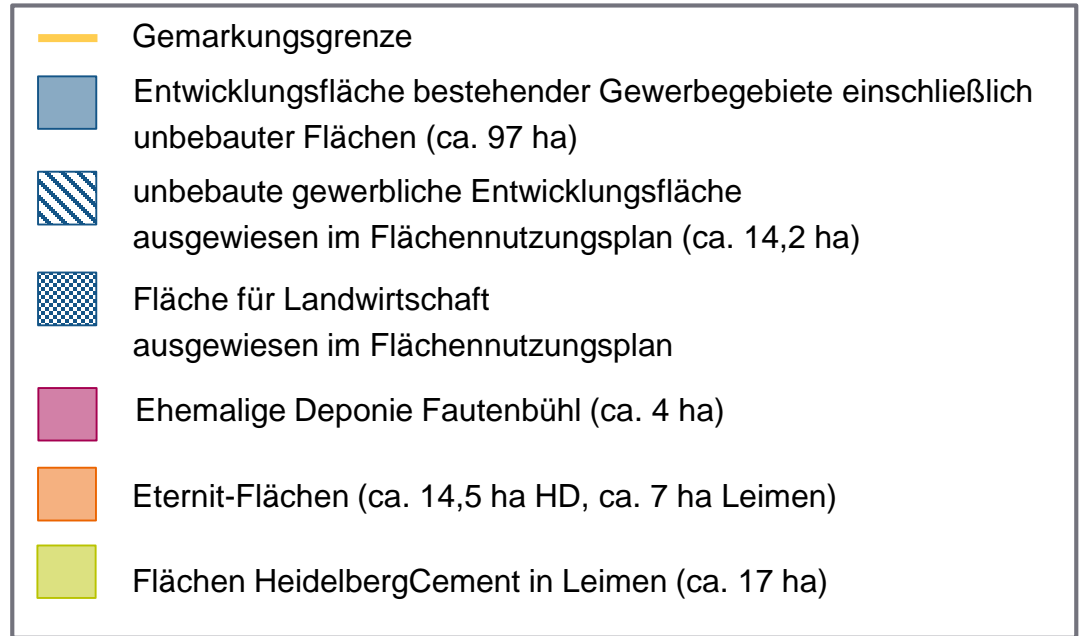 Gemarkungsgrenze
Entwicklungsfläche bestehender Gewerbegebiete einschließlich
unbebauter Flächen (ca. 97 ha)
unbebaute gewerbliche Entwicklungsfläche
ausgewiesen im Flächennutzungsplan (ca. 14,2 ha)
Fläche für Landwirtschaft
ausgewiesen im Flächennutzungsplan
Ehemalige Deponie Fautenbühl (ca. 4 ha)
Eternit-Flächen (ca. 14,5 ha HD, ca. 7 ha Leimen)
Flächen HeidelbergCement in Leimen (ca. 17 ha)